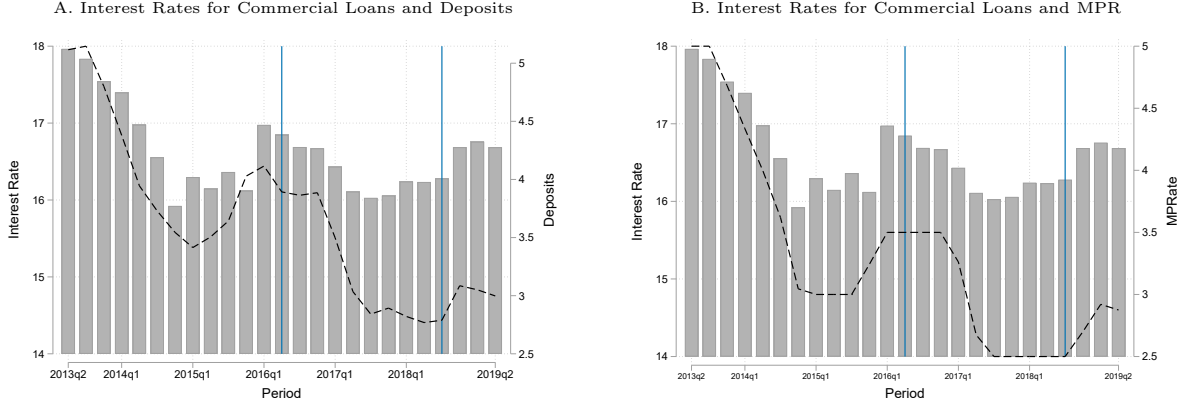 A. Interest Rates for Commercial Loans and Deposits
18
17
16
15
14
Interest Rate
5
4.5
4
3.5
3
2.5
Deposits
2013q2 2014q1 2015q1 2016q1 2017q1 2018q1 2019q2
Period
B. Interest Rates for Commercial Loans and MPR
18
17
16
15
14
Interest Rate
5
4.5
4
3.5
3
2.5
MPRate
2013q2 2014q1 2015q1 2016q1 2017q1 2018q1 2019q2
Period